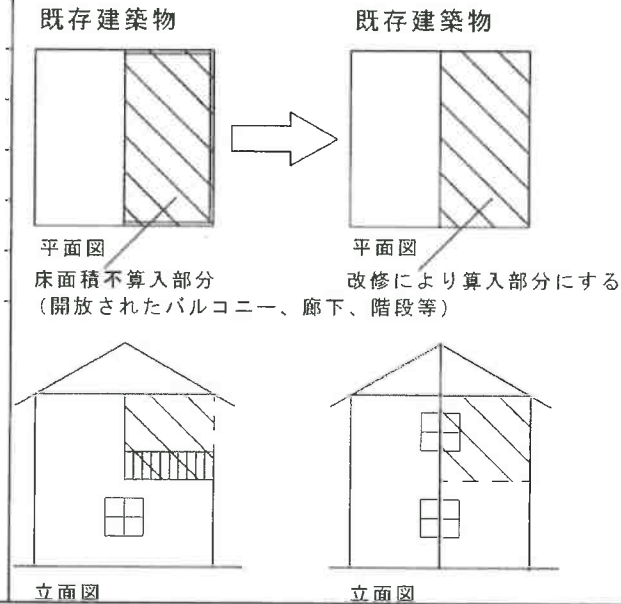 既存建築物
既存建築物
平面図
平面図
床面積不算入部分
(開放されたバルコニー、廊下、階段等)
改修により算入部分にする
立面図
立面図